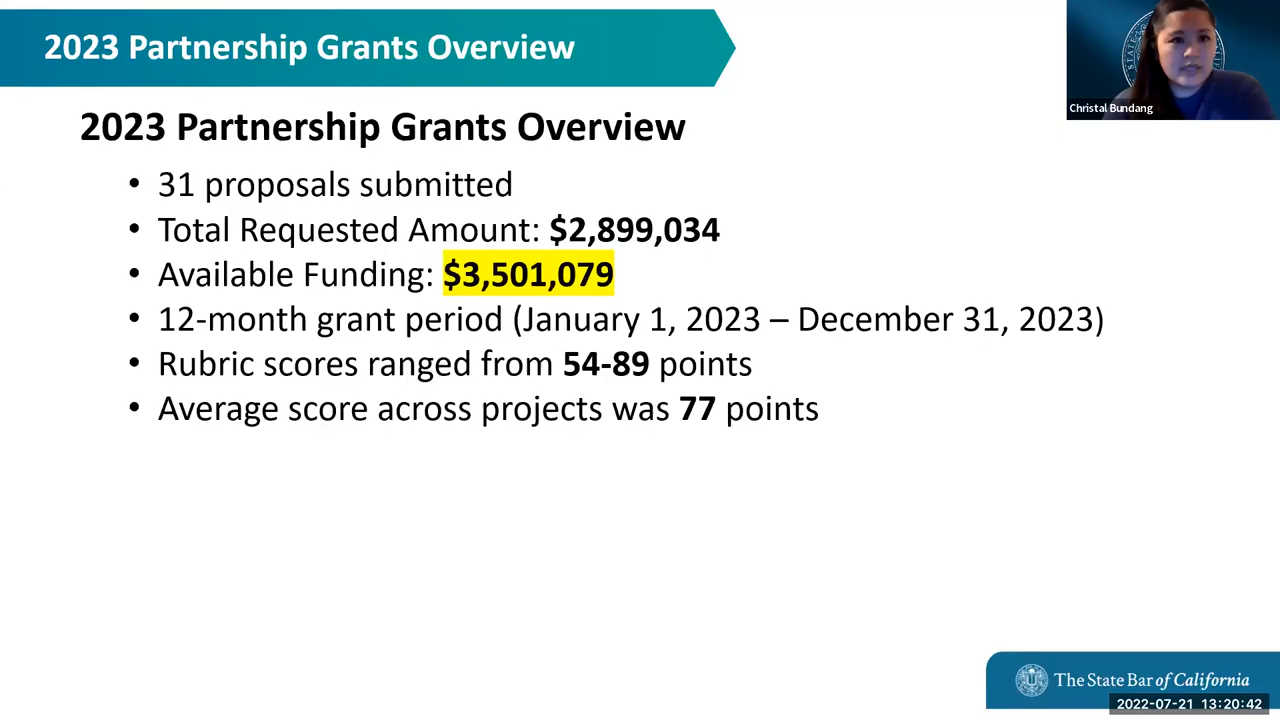 2023 Partnership Grants Overview
Christal Bundang
2023 Partnership Grants Overview
• 31 proposals submitted
• Total Requested Amount: $2,899,034
• Available Funding: $3,501,079
• 12-month grant period (January 1, 2023 – December 31, 2023)
• Rubric scores ranged from 54-89 points
• Average score across projects was 77 points
The State Bar of California
2022-07-21 13:20:42